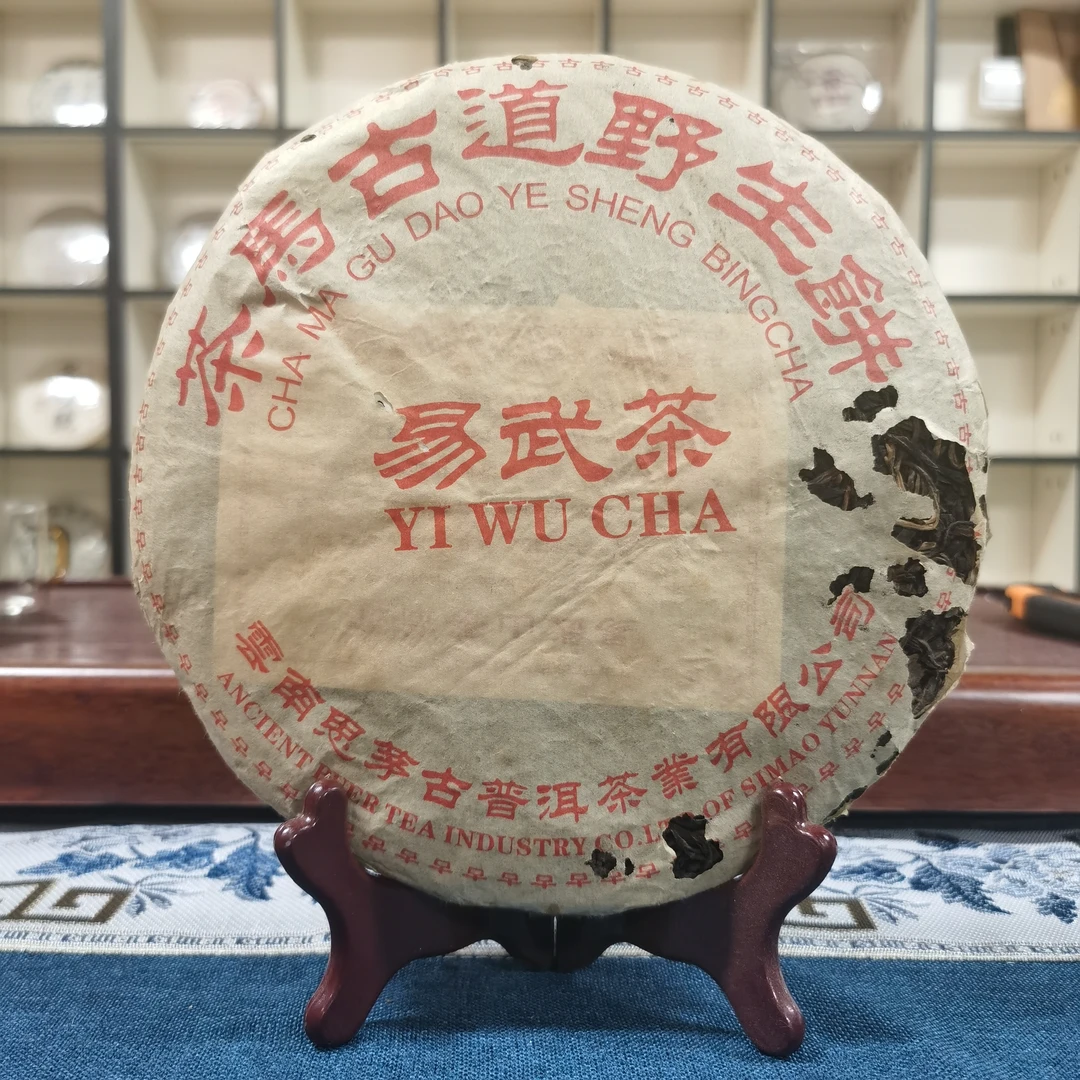 茶馬古道野生餅
CHA MA GU DAO YE SHENG BINGCHA
易武茶
YI WU CHA
雲南思茅古普洱茶業有限公司
ANCIENT TEA INDUSTRY CO. OF SIMAO YUNNAN